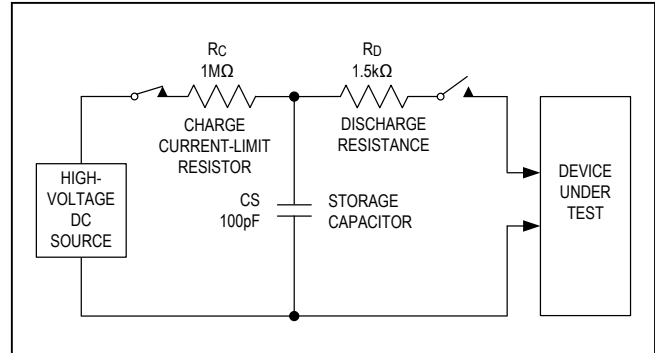 RC
1MΩ
CHARGE
CURRENT-LIMIT
RESISTOR
RD
1.5kΩ
DISCHARGE
RESISTANCE
HIGH-
VOLTAGE
DC
SOURCE
CS
100pF
STORAGE
CAPACITOR
DEVICE
UNDER
TEST